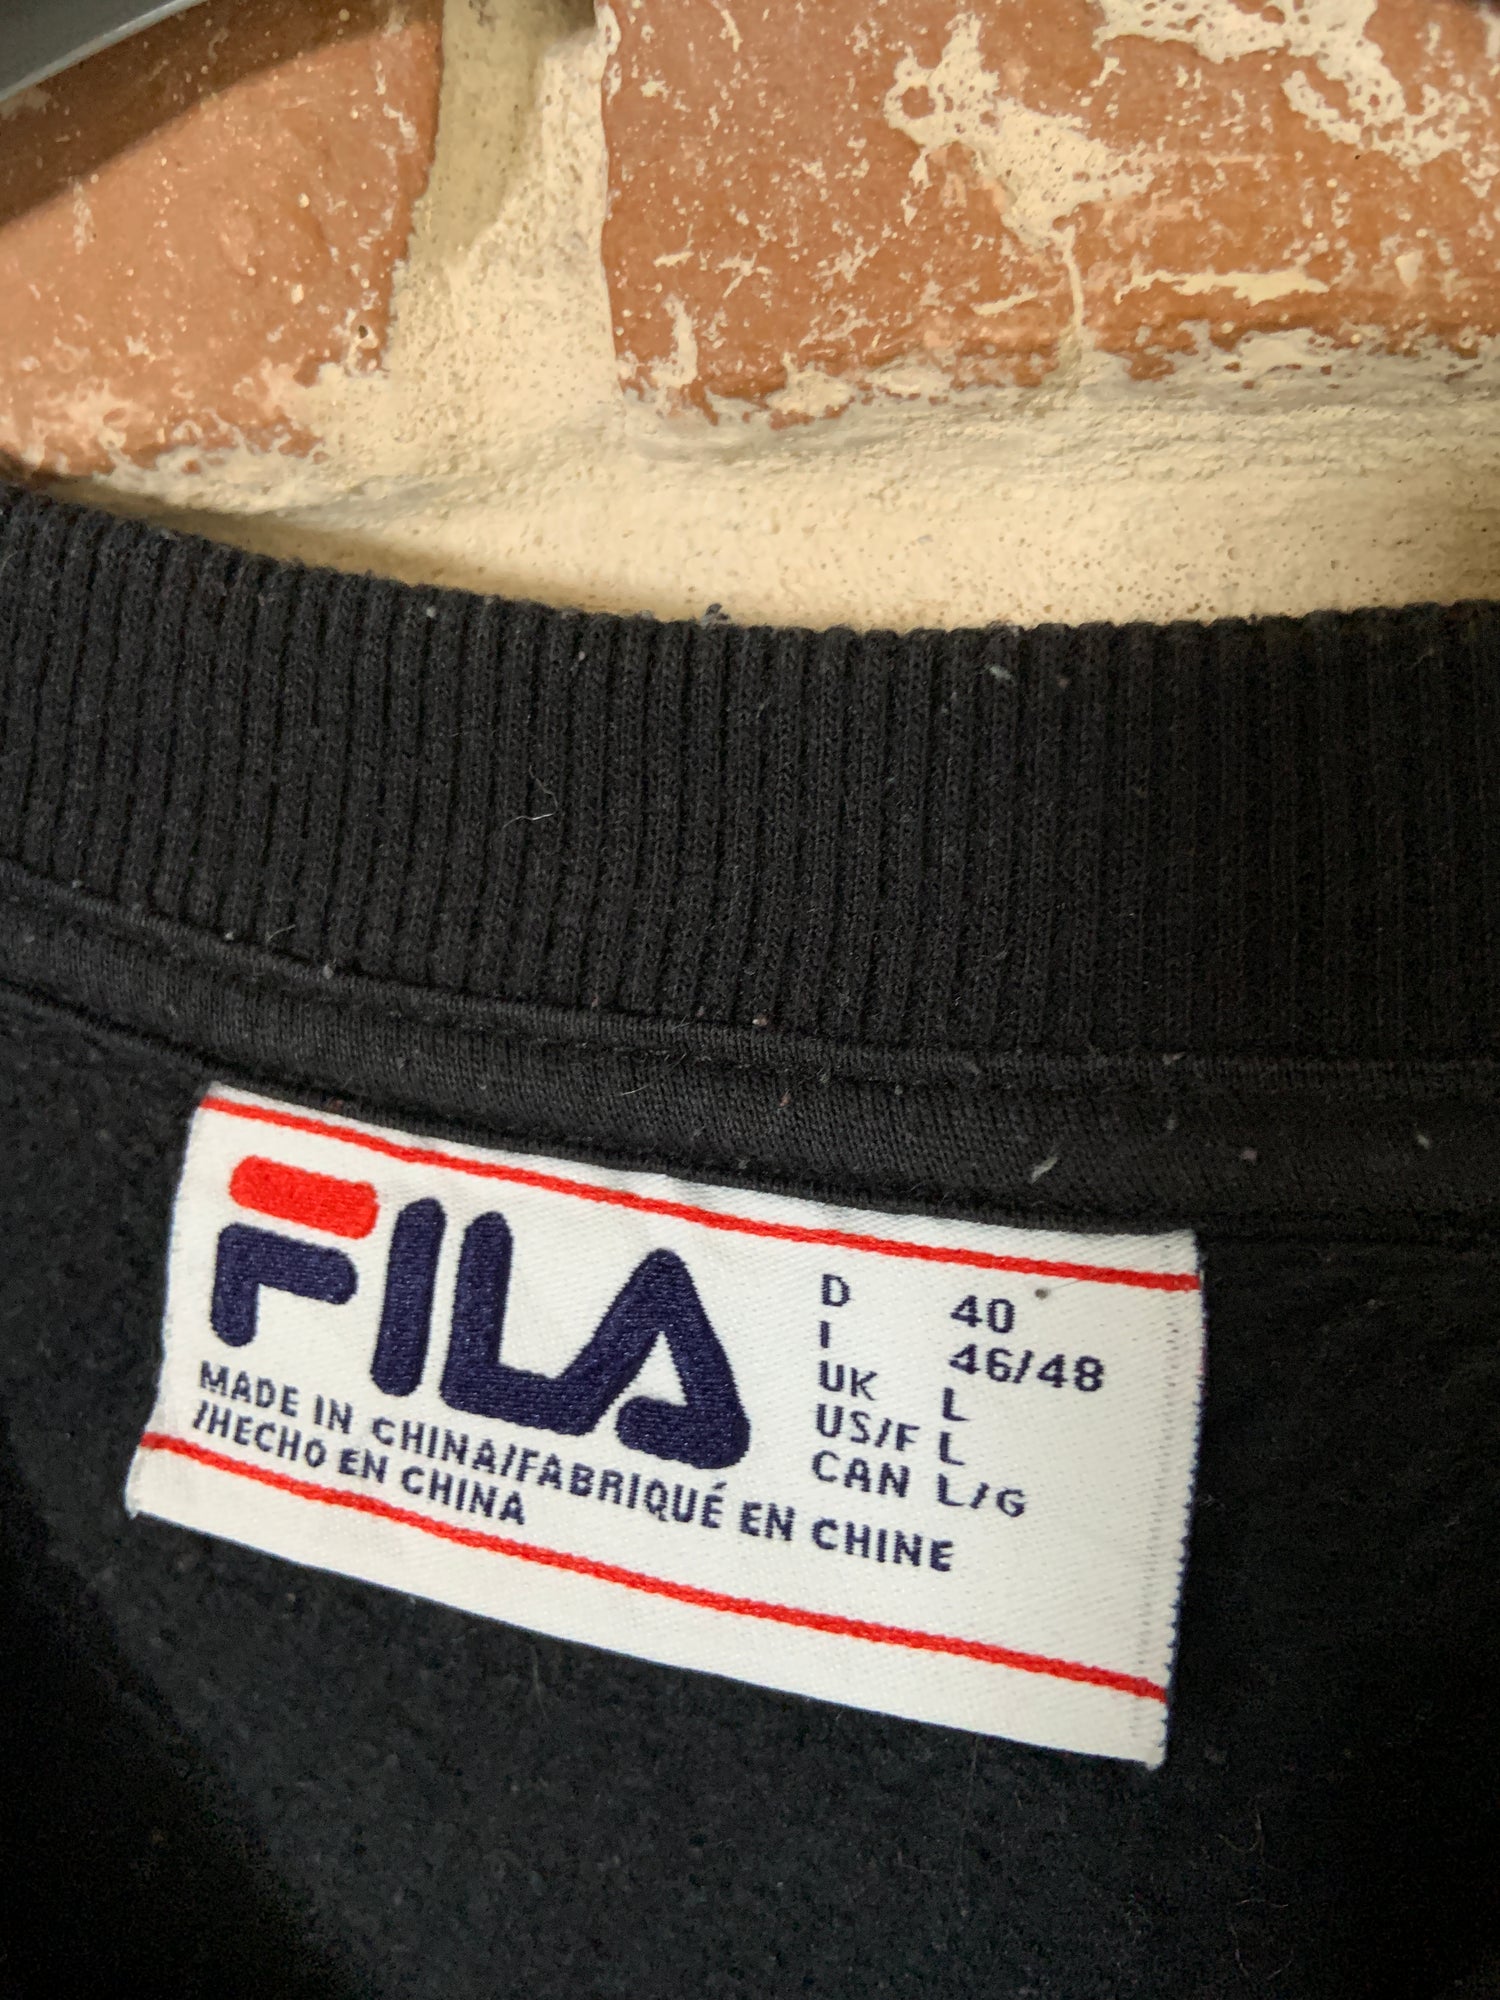 FILA
D 40
I 46/48
UK L
US/F L
CAN L/G
MADE IN CHINA/FABRIQUÉ EN CHINE
/HECHO EN CHINA